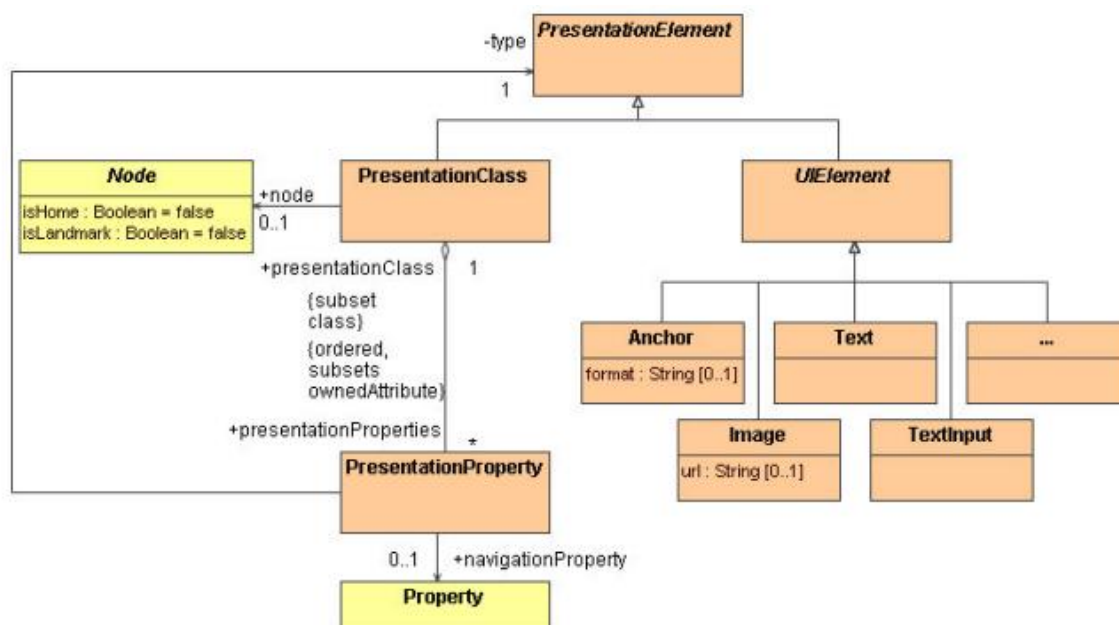 PresentationElement
-type
1
Node
isHome : Boolean = false
isLandmark : Boolean = false
+node
0..1
PresentationClass
UIElement
+presentationClass
1
{subset
class}
{ordered,
subsets
ownedAttribute}
+presentationProperties
*
Anchor
format : String [0..1]
Text
...
Image
url : String [0..1]
TextInput
PresentationProperty
0..1
+navigationProperty
Property